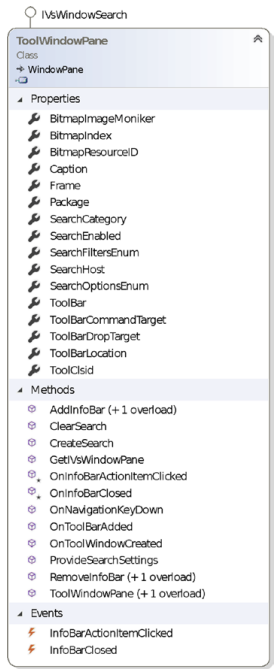 IVsWindowSearch
ToolWindowPane
Class
WindowPane
Properties
BitmapImageMoniker
BitmapIndex
BitmapResourceID
Caption
Frame
Package
SearchCategory
SearchEnabled
SearchFiltersEnum
SearchHost
SearchOptionsEnum
ToolBar
ToolBarCommandTarget
ToolBarDropTarget
ToolBarLocation
ToolClsid
Methods
AddInfoBar (+ 1 overload)
ClearSearch
CreateSearch
GetIVsWindowPane
OnInfoBarActionItemClicked
OnInfoBarClosed
OnNavigationKeyDown
OnToolBarAdded
OnToolWindowCreated
ProvideSearchSettings
RemoveInfoBar (+ 1 overload)
ToolWindowPane (+ 1 overload)
Events
InfoBarActionItemClicked
InfoBarClosed